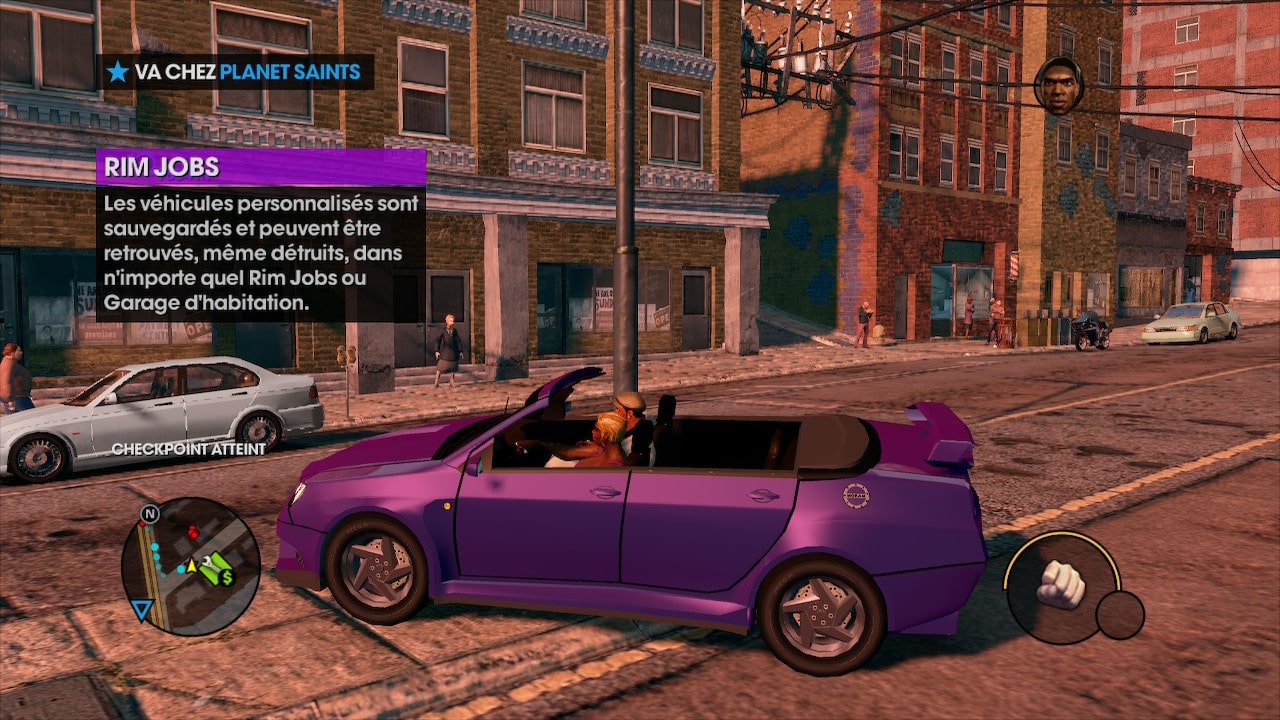 VA CHEZ PLANET SAINTS
RIM JOBS
Les véhicules personnalisés sont
sauvegardés et peuvent être
retrouvés, même détruits, dans
n'importe quel Rim Jobs ou
Garage d'habitation.
CHECKPOINT ATTEINT
N
$